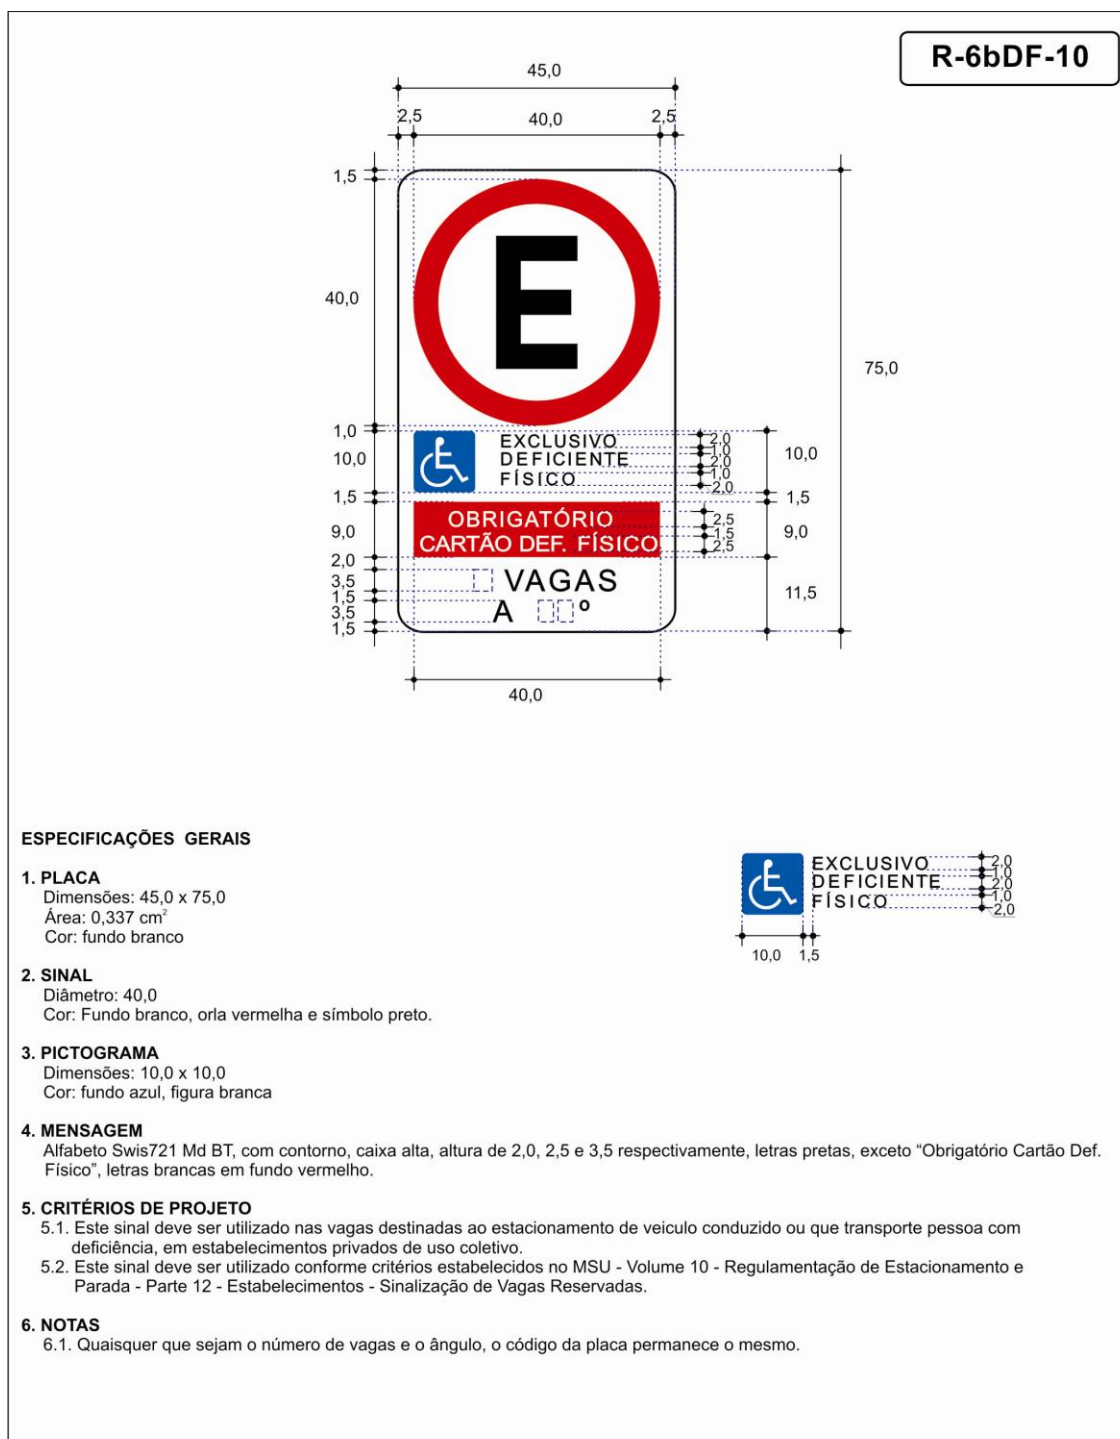 R-6bDF-10
45,0
2,5 40,0 2,5
1,5
E
40,0
75,0
1,0
10,0
EXCLUSIVO
DEFICIENTE
FÍSICO
2,0
1,0
2,0
1,0
2,0
10,0
1,5
1,5
OBRIGATÓRIO
CARTÃO DEF. FÍSICO
9,0
2,5
1,5
2,5
9,0
2,0
3,5
1,5
3,5
1,5
VAGAS
A º
11,5
40,0
ESPECIFICAÇÕES GERAIS
1. PLACA
Dimensões: 45,0 x 75,0
Área: 0,337 cm²
Cor: fundo branco
EXCLUSIVO
DEFICIENTE
FÍSICO
2,0
1,0
2,0
1,0
2,0
10,0 1,5
2. SINAL
Diâmetro: 40,0
Cor: Fundo branco, orla vermelha e símbolo preto.
3. PICTOGRAMA
Dimensões: 10,0 x 10,0
Cor: fundo azul, figura branca
4. MENSAGEM
Alfabeto Swis721 Md BT, com contorno, caixa alta, altura de 2,0, 2,5 e 3,5 respectivamente, letras pretas, exceto “Obrigatório Cartão Def.
Físico”, letras brancas em fundo vermelho.
5. CRITÉRIOS DE PROJETO
5.1. Este sinal deve ser utilizado nas vagas destinadas ao estacionamento de veiculo conduzido ou que transporte pessoa com
deficiência, em estabelecimentos privados de uso coletivo.
5.2. Este sinal deve ser utilizado conforme critérios estabelecidos no MSU - Volume 10 - Regulamentação de Estacionamento e
Parada - Parte 12 - Estabelecimentos - Sinalização de Vagas Reservadas.
6. NOTAS
6.1. Quaisquer que sejam o número de vagas e o ângulo, o código da placa permanece o mesmo.